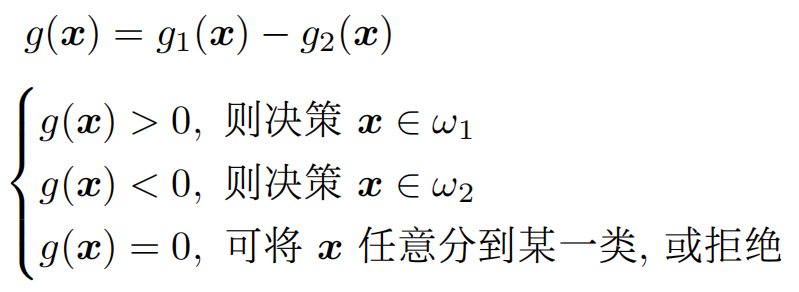 g(x) = g₁(x) − g₂(x)
g(x) > 0, 则决策 x ∈ ω₁
g(x) < 0, 则决策 x ∈ ω₂
g(x) = 0, 可将 x 任意分到某一类, 或拒绝